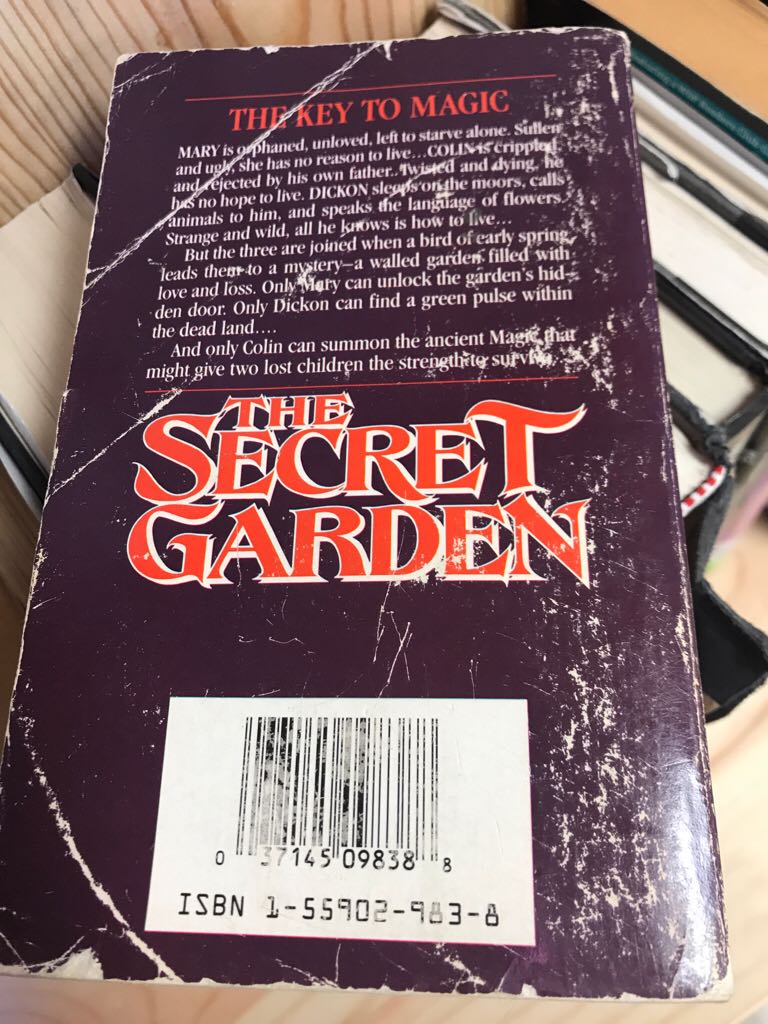 THE KEY TO MAGIC
MARY is orphaned, unloved, left to starve alone. Sullen
and ugly, she has no reason to live...COLIN is crippled
and rejected by his own father. Twisted and dying, he
has no hope to live. DICKON sleeps on the moors, calls
animals to him, and speaks the language of flowers.
Strange and wild, all he knows is how to live...
But the three are joined when a bird of early spring
leads them to a mystery—a walled garden filled with
love and loss. Only Mary can unlock the garden's hid-
den door. Only Dickon can find a green pulse within
the dead land....
And only Colin can summon the ancient Magic that
might give two lost children the strength to survive.
THE
SECRET
GARDEN
0 37145 09838 8
ISBN 1-55902-983-8